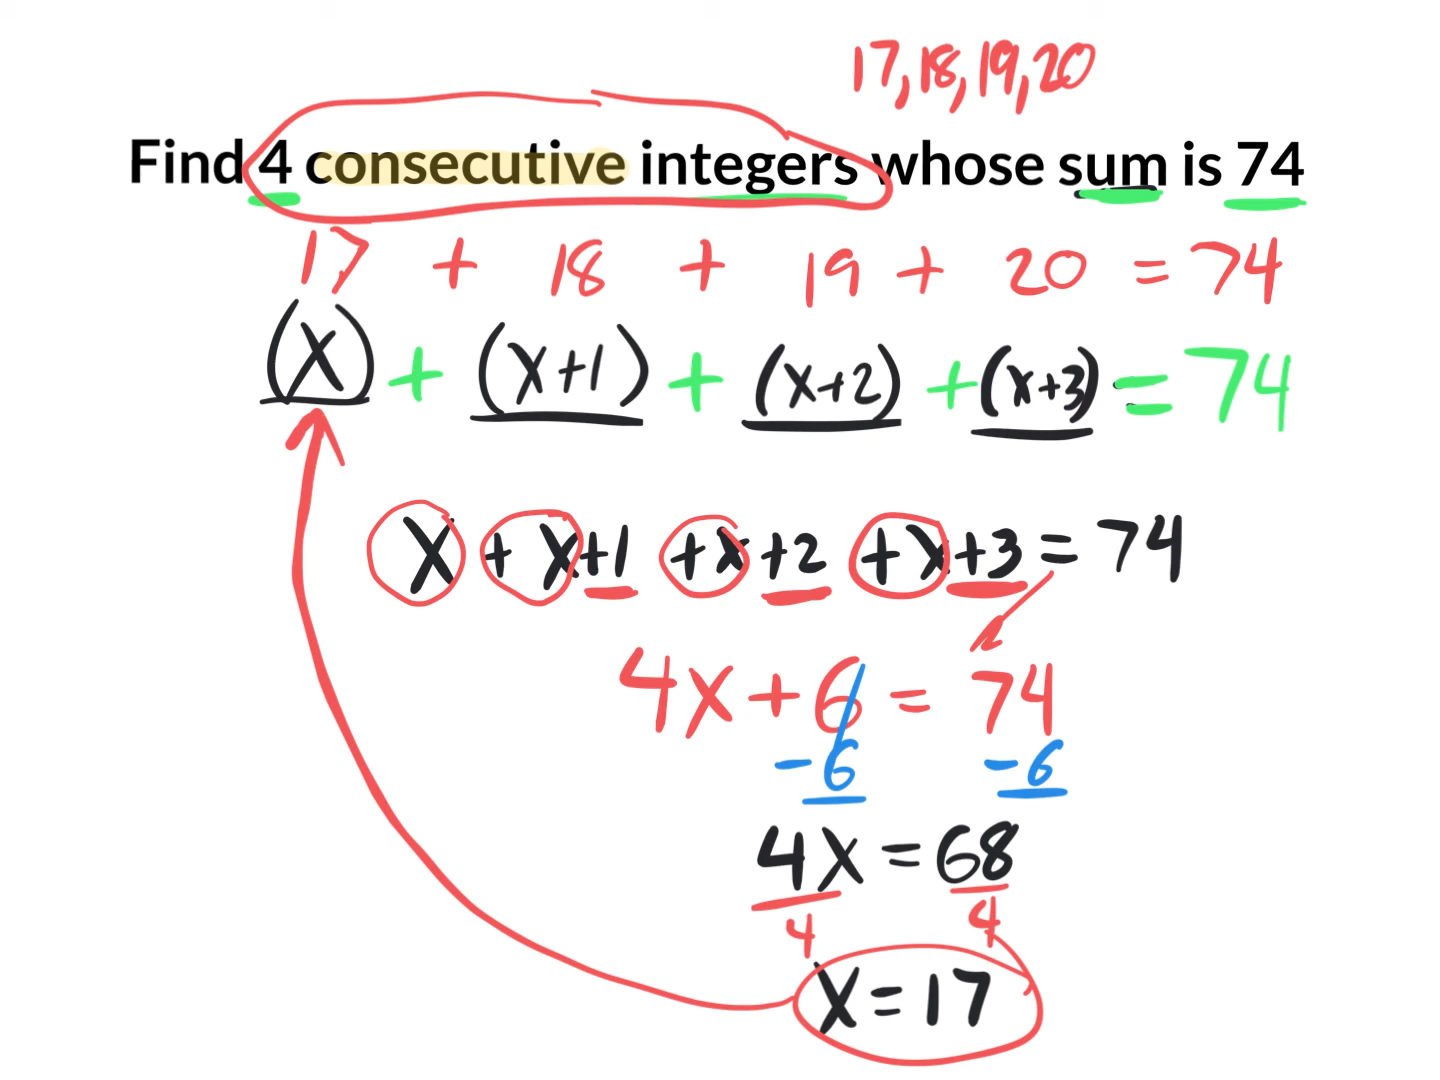 17,18,19,20
Find 4 consecutive integers whose sum is 74
17 + 18 + 19 + 20 = 74
(X) + (X+1) + (x+2) + (x+3) = 74
X + X+1 +x+2 +x+3 = 74
4X + 6 = 74
-6 -6
4X = 68
4 4
X = 17